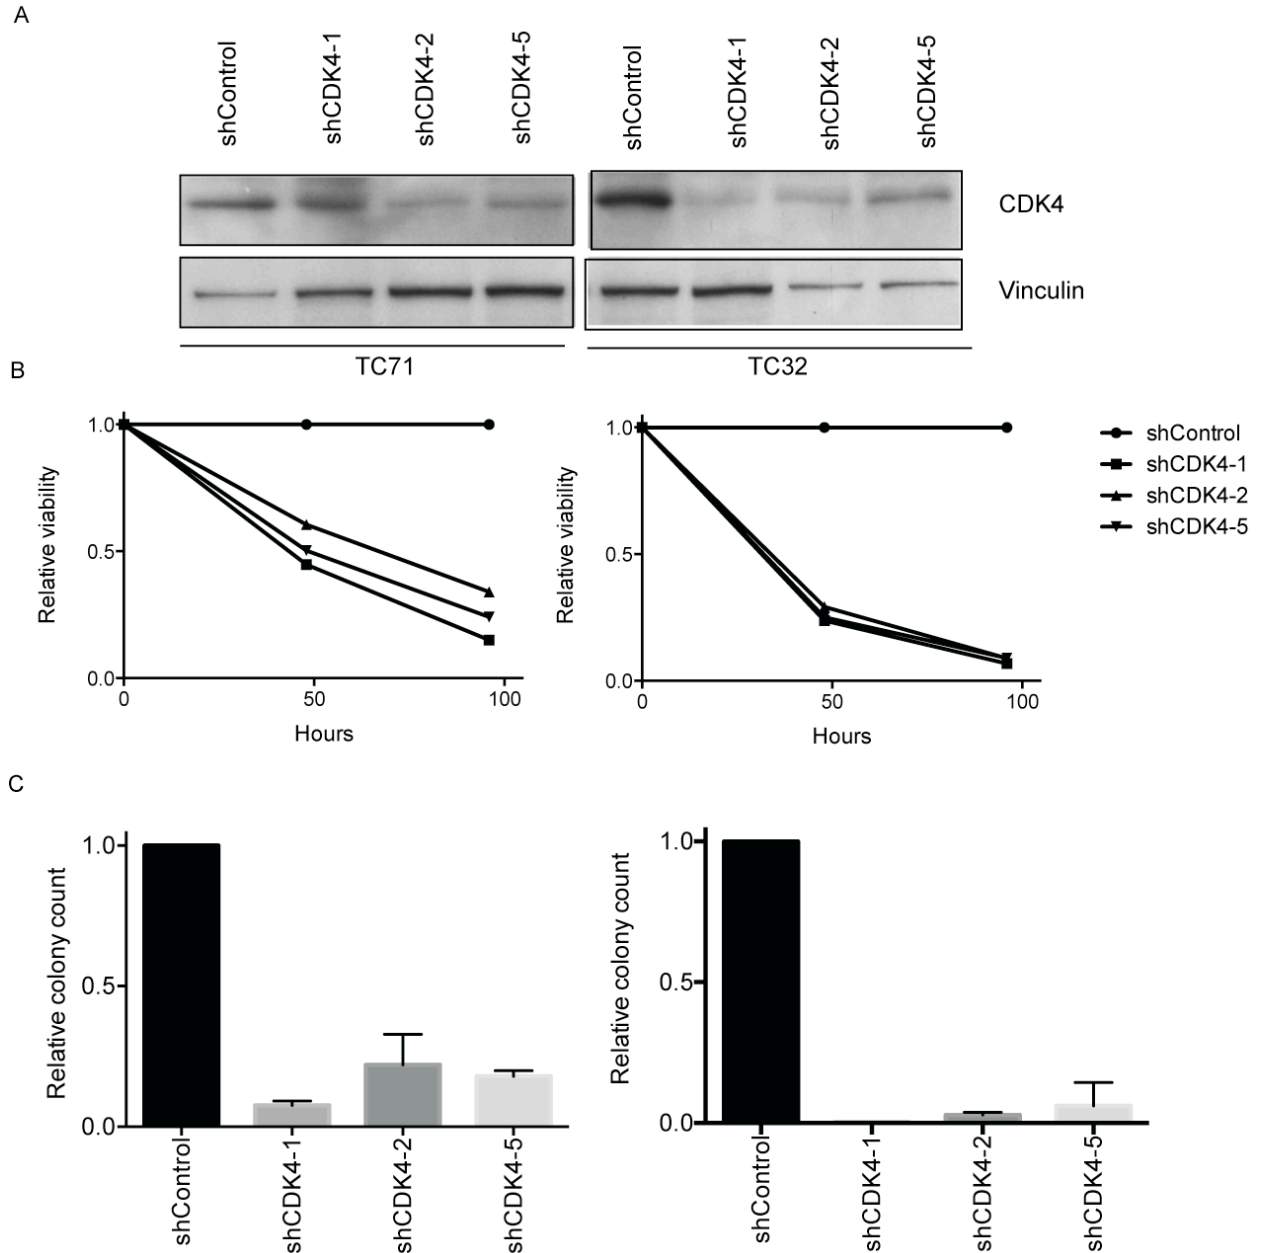 A
shControl
shCDK4-1
shCDK4-2
shCDK4-5
shControl
shCDK4-1
shCDK4-2
shCDK4-5
CDK4
Vinculin
TC71
TC32
B
Relative viability
1.0
0.5
0.0
0
50
100
Hours
Relative viability
1.0
0.5
0.0
0
50
100
Hours
shControl
shCDK4-1
shCDK4-2
shCDK4-5
C
Relative colony count
1.0
0.5
0.0
shControl
shCDK4-1
shCDK4-2
shCDK4-5
Relative colony count
1.0
0.5
0.0
shControl
shCDK4-1
shCDK4-2
shCDK4-5